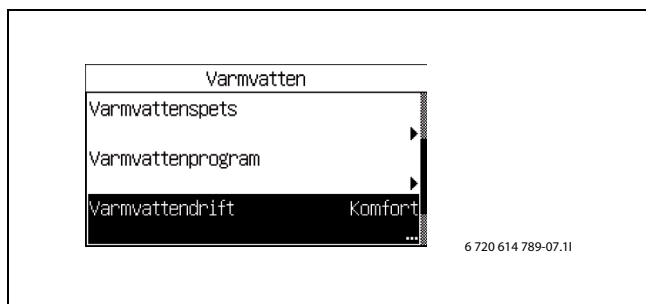 Varmvatten
Varmvattenspets
Varmvattenprogram
Varmvattendrift Komfort
...
6 720 614 789-07.1I